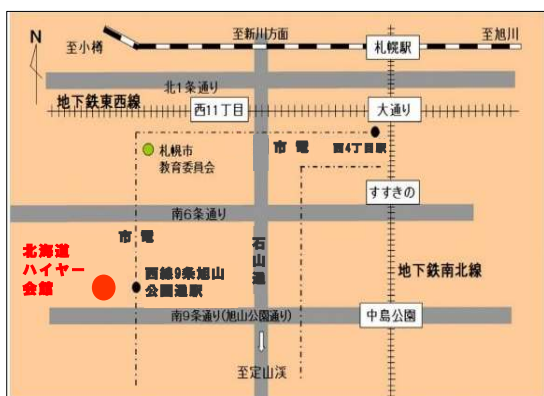 N
至小樽
至新川方面
札幌駅
至旭川
北1条通り
地下鉄東西線
西11丁目
大通り
市電
西4丁目駅
札幌市
教育委員会
すすきの
南6条通り
市電
石山通
北海道
ハイヤー
会館
西線9条旭山
公園通駅
地下鉄南北線
南9条通り(旭山公園通り)
中島公園
至定山渓